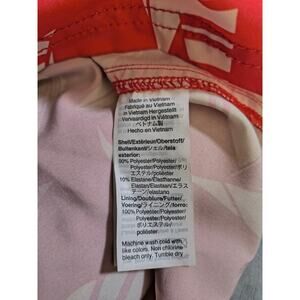 Made in Vietnam
Fabriqué au Vietnam
In Vietnam Hergestellt
Vervaardigd in Vietnam
ベトナム製
Hecho en Vietnam
Shell/Extérieur/Oberstoff/
Buitenkant/シェル/tela
exterior:
90% Polyester/Polyester/
Polyester/Polyester/ポリ
エステル/poliéster
10% Elastane/Élasthanne/
Elastan/Elastaan/エラス
タン/elastano
Lining/Doublure/Futter/
Voering/ライニング/forro:
100% Polyester/Polyester/
Polyester/Polyester/ポリ
エステル/poliéster
Machine wash cold with
like colors. Non chlorine
bleach only. Tumble dry